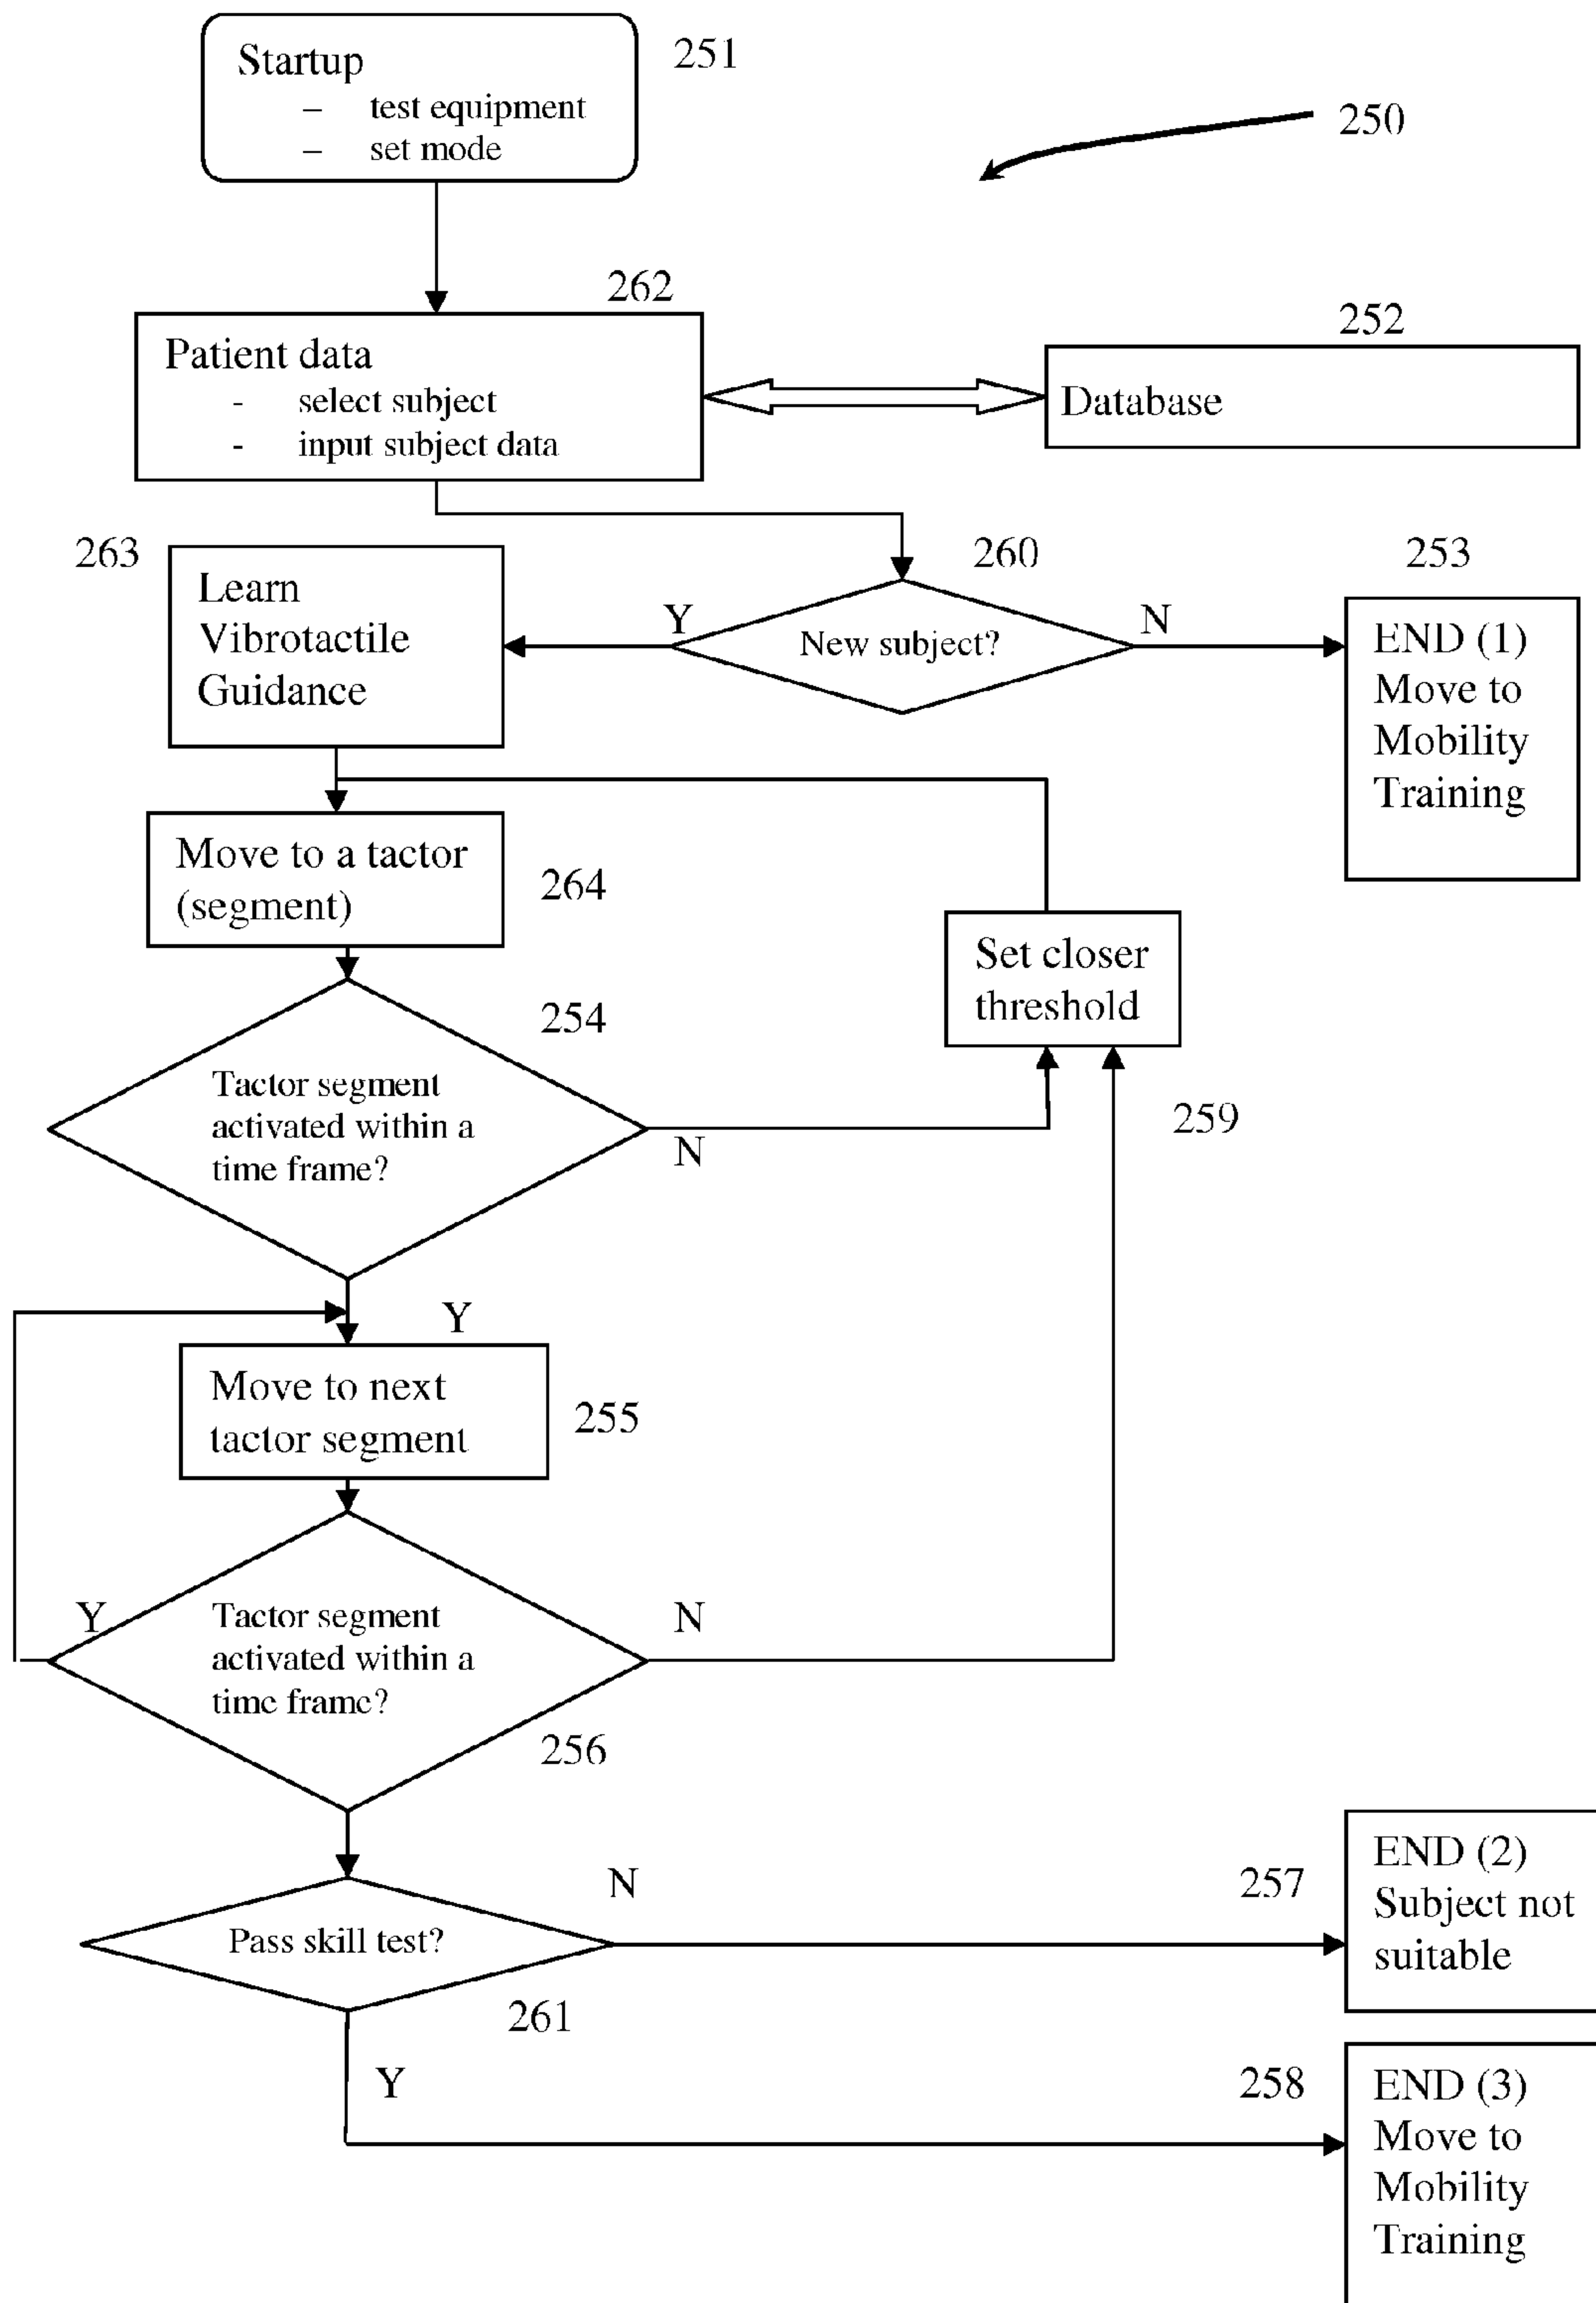 Startup
– test equipment
– set mode
251
250
262
Patient data
- select subject
- input subject data
252
Database
263
Learn
Vibrotactile
Guidance
260
Y
New subject?
N
253
END (1)
Move to
Mobility
Training
Move to a tactor
(segment)
264
Set closer
threshold
259
254
Tactor segment
activated within a
time frame?
N
Y
Move to next
tactor segment
255
Y
Tactor segment
activated within a
time frame?
N
256
Pass skill test?
N
261
Y
257
END (2)
Subject not
suitable
258
END (3)
Move to
Mobility
Training